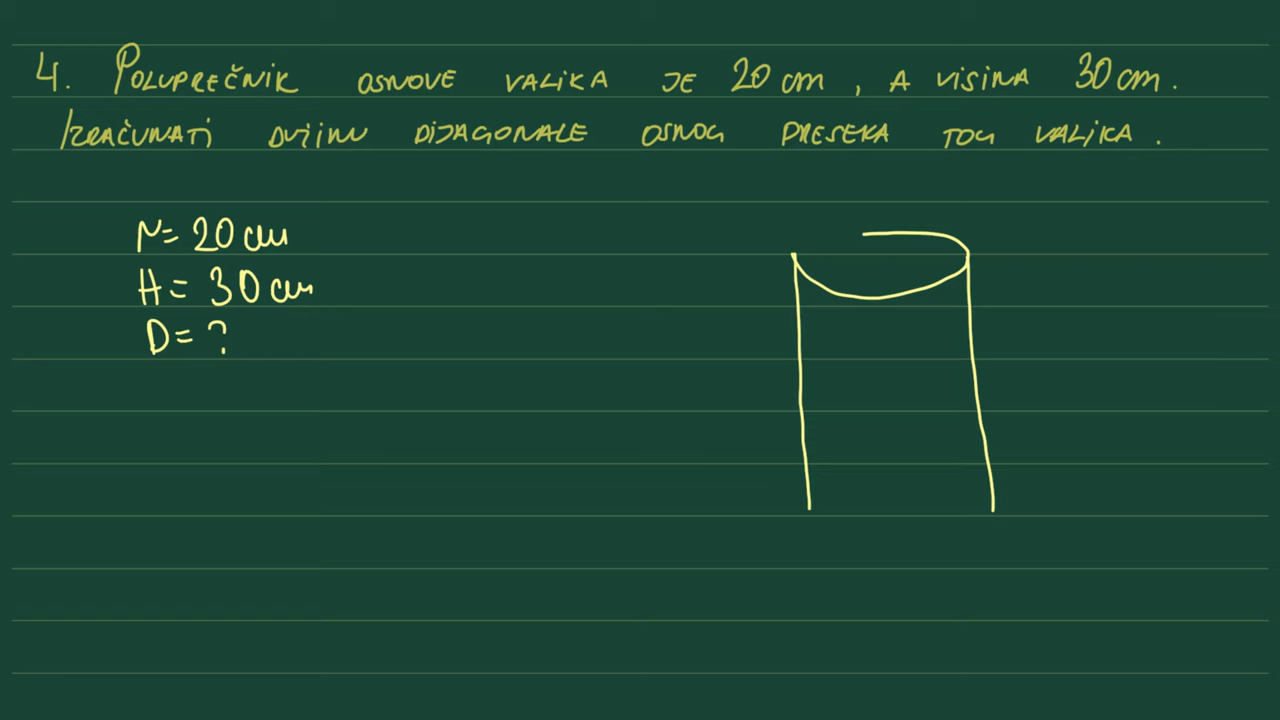 4. POLUPREČNIK OSNOVE VALJKA JE 20 cm, A VISINA 30 cm.
IZRAČUNATI DUŽINU DIJAGONALE OSNOG PRESEKA TOG VALJKA.
r = 20 cm
H = 30 cm
D = ?